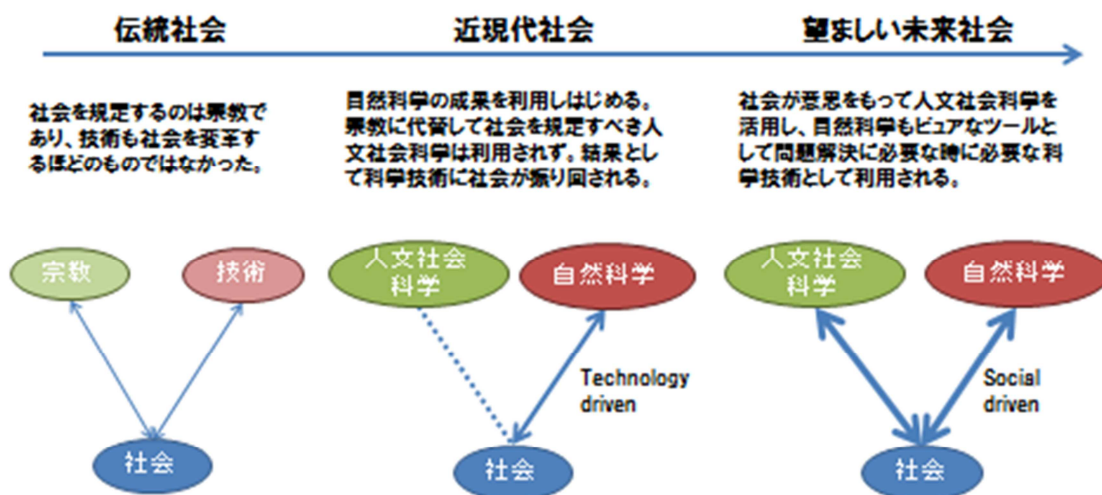 伝統社会
近現代社会
望ましい未来社会
社会を規定するのは宗教で
あり、技術も社会を変革す
るほどのものではなかった。
自然科学の成果を利用しはじめる。
宗教に代替して社会を規定すべき人
文社会科学は利用されず。結果とし
て科学技術に社会が振り回される。
社会が意思をもって人文社会科学を
活用し、自然科学もピュアなツールと
して問題解決に必要な時に必要な科
学技術として利用される。
宗教
技術
社会
人文社会
科学
自然科学
Technology
driven
社会
人文社会
科学
自然科学
Social
driven
社会